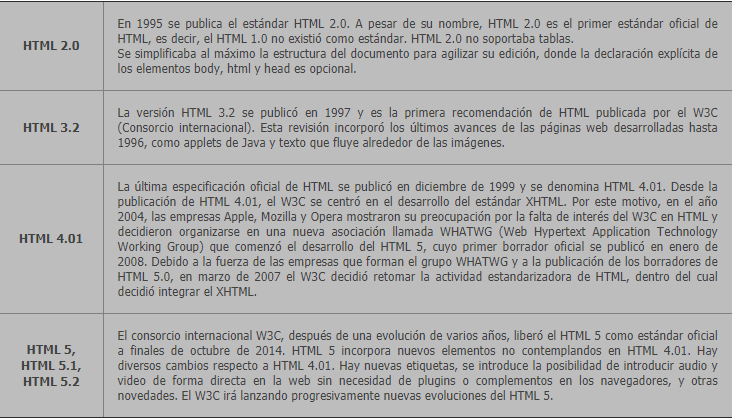 HTML 2.0
En 1995 se publica el estándar HTML 2.0. A pesar de su nombre, HTML 2.0 es el primer estándar oficial de
HTML, es decir, el HTML 1.0 no existió como estándar. HTML 2.0 no soportaba tablas.
Se simplificaba al máximo la estructura del documento para agilizar su edición, donde la declaración explícita de
los elementos body, html y head es opcional.
HTML 3.2
La versión HTML 3.2 se publicó en 1997 y es la primera recomendación de HTML publicada por el W3C
(Consorcio internacional). Esta revisión incorporó los últimos avances de las páginas web desarrolladas hasta
1996, como applets de Java y texto que fluye alrededor de las imágenes.
HTML 4.01
La última especificación oficial de HTML se publicó en diciembre de 1999 y se denomina HTML 4.01. Desde la
publicación de HTML 4.01, el W3C se centró en el desarrollo del estándar XHTML. Por este motivo, en el año
2004, las empresas Apple, Mozilla y Opera mostraron su preocupación por la falta de interés del W3C en HTML y
decidieron organizarse en una nueva asociación llamada WHATWG (Web Hypertext Application Technology
Working Group) que comenzó el desarrollo del HTML 5, cuyo primer borrador oficial se publicó en enero de
2008. Debido a la fuerza de las empresas que forman el grupo WHATWG y a la publicación de los borradores de
HTML 5.0, en marzo de 2007 el W3C decidió retomar la actividad estandarizadora de HTML, dentro del cual
decidió integrar el XHTML.
HTML 5,
HTML 5.1,
HTML 5.2
El consorcio internacional W3C, después de una evolución de varios años, liberó el HTML 5 como estándar oficial
a finales de octubre de 2014. HTML 5 incorpora nuevos elementos no contemplandos en HTML 4.01. Hay
diversos cambios respecto a HTML 4.01. Hay nuevas etiquetas, se introduce la posibilidad de introducir audio y
video de forma directa en la web sin necesidad de plugins o complementos en los navegadores, y otras
novedades. El W3C irá lanzando progresivamente nuevas evoluciones del HTML 5.